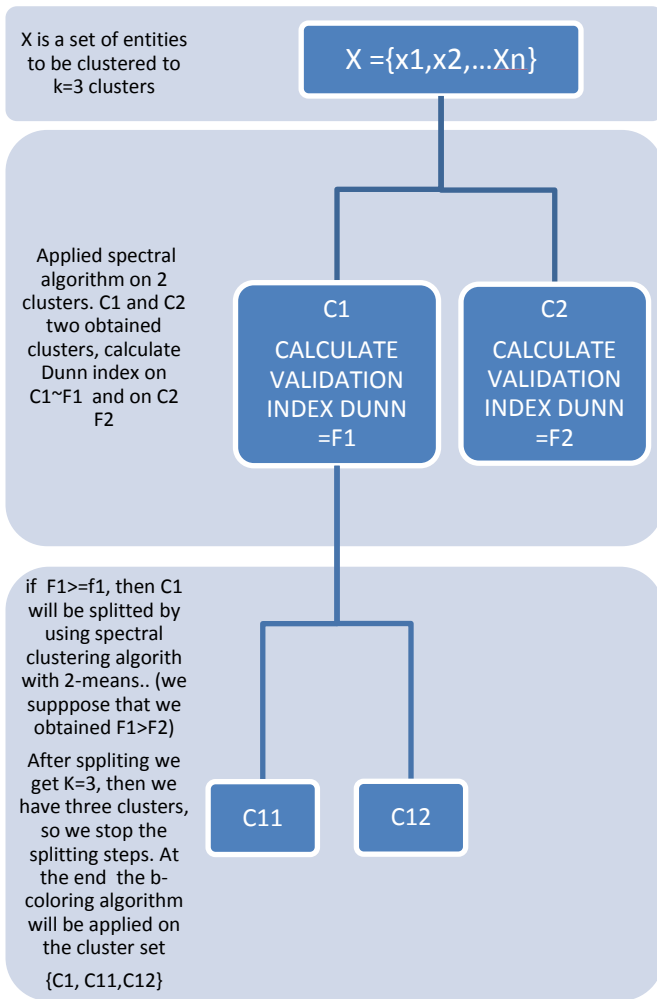 X is a set of entities
to be clustered to
k=3 clusters
X ={x1,x2,...Xn}
Applied spectral
algorithm on 2
clusters. C1 and C2
two obtained
clusters, calculate
Dunn index on
C1~F1 and on C2
F2
C1
CALCULATE
VALIDATION
INDEX DUNN
=F1
C2
CALCULATE
VALIDATION
INDEX DUNN
=F2
if F1>=f1, then C1
will be splitted by
using spectral
clustering algorith
with 2-means.. (we
supppose that we
obtained F1>F2)
After sppliting we
get K=3, then we
have three clusters,
so we stop the
splitting steps. At
the end the b-
coloring algorithm
will be applied on
the cluster set
{C1, C11,C12}
C11
C12